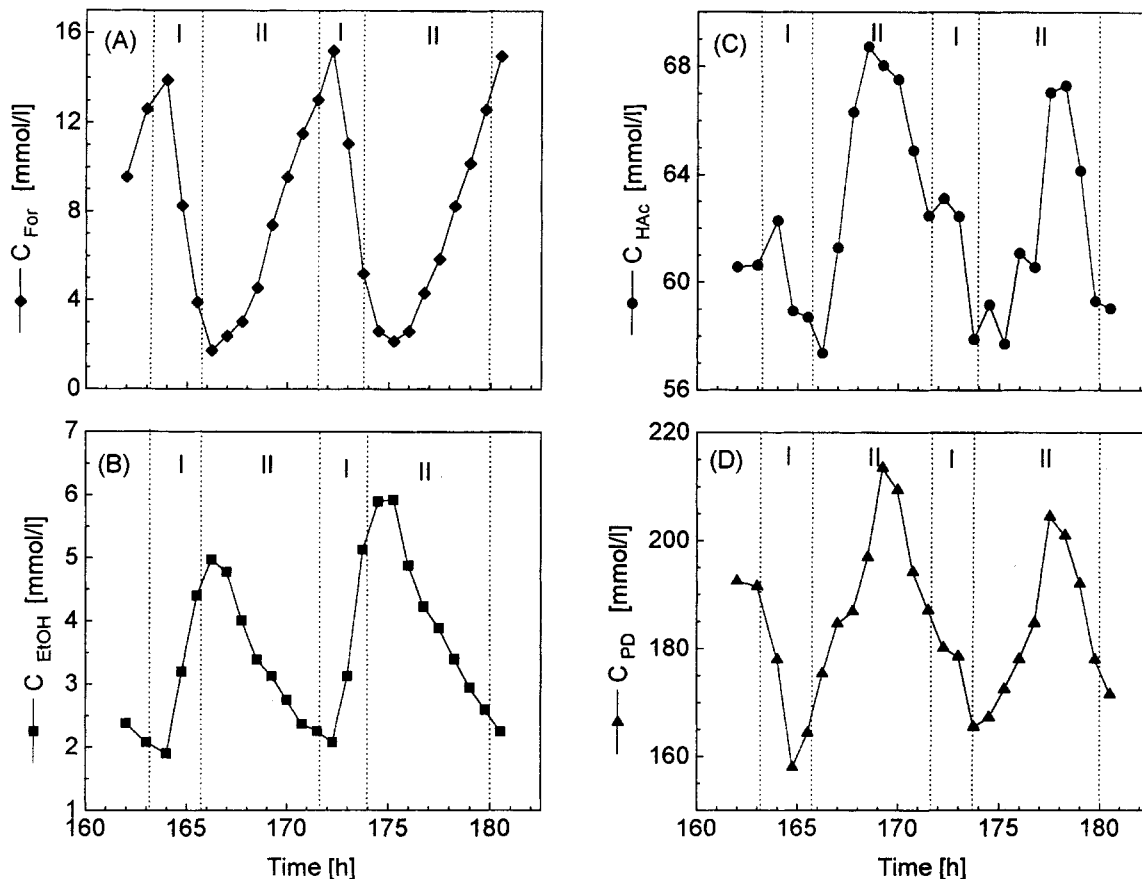 (A) I II I II
16
12
8
4
0
C For [mmol/l]
(C) I II I II
68
64
60
56
C HAc [mmol/l]
(B) I II I II
7
6
5
4
3
2
1
C EtOH [mmol/l]
160 165 170 175 180
Time [h]
(D) I II I II
220
200
180
160
C PD [mmol/l]
160 165 170 175 180
Time [h]